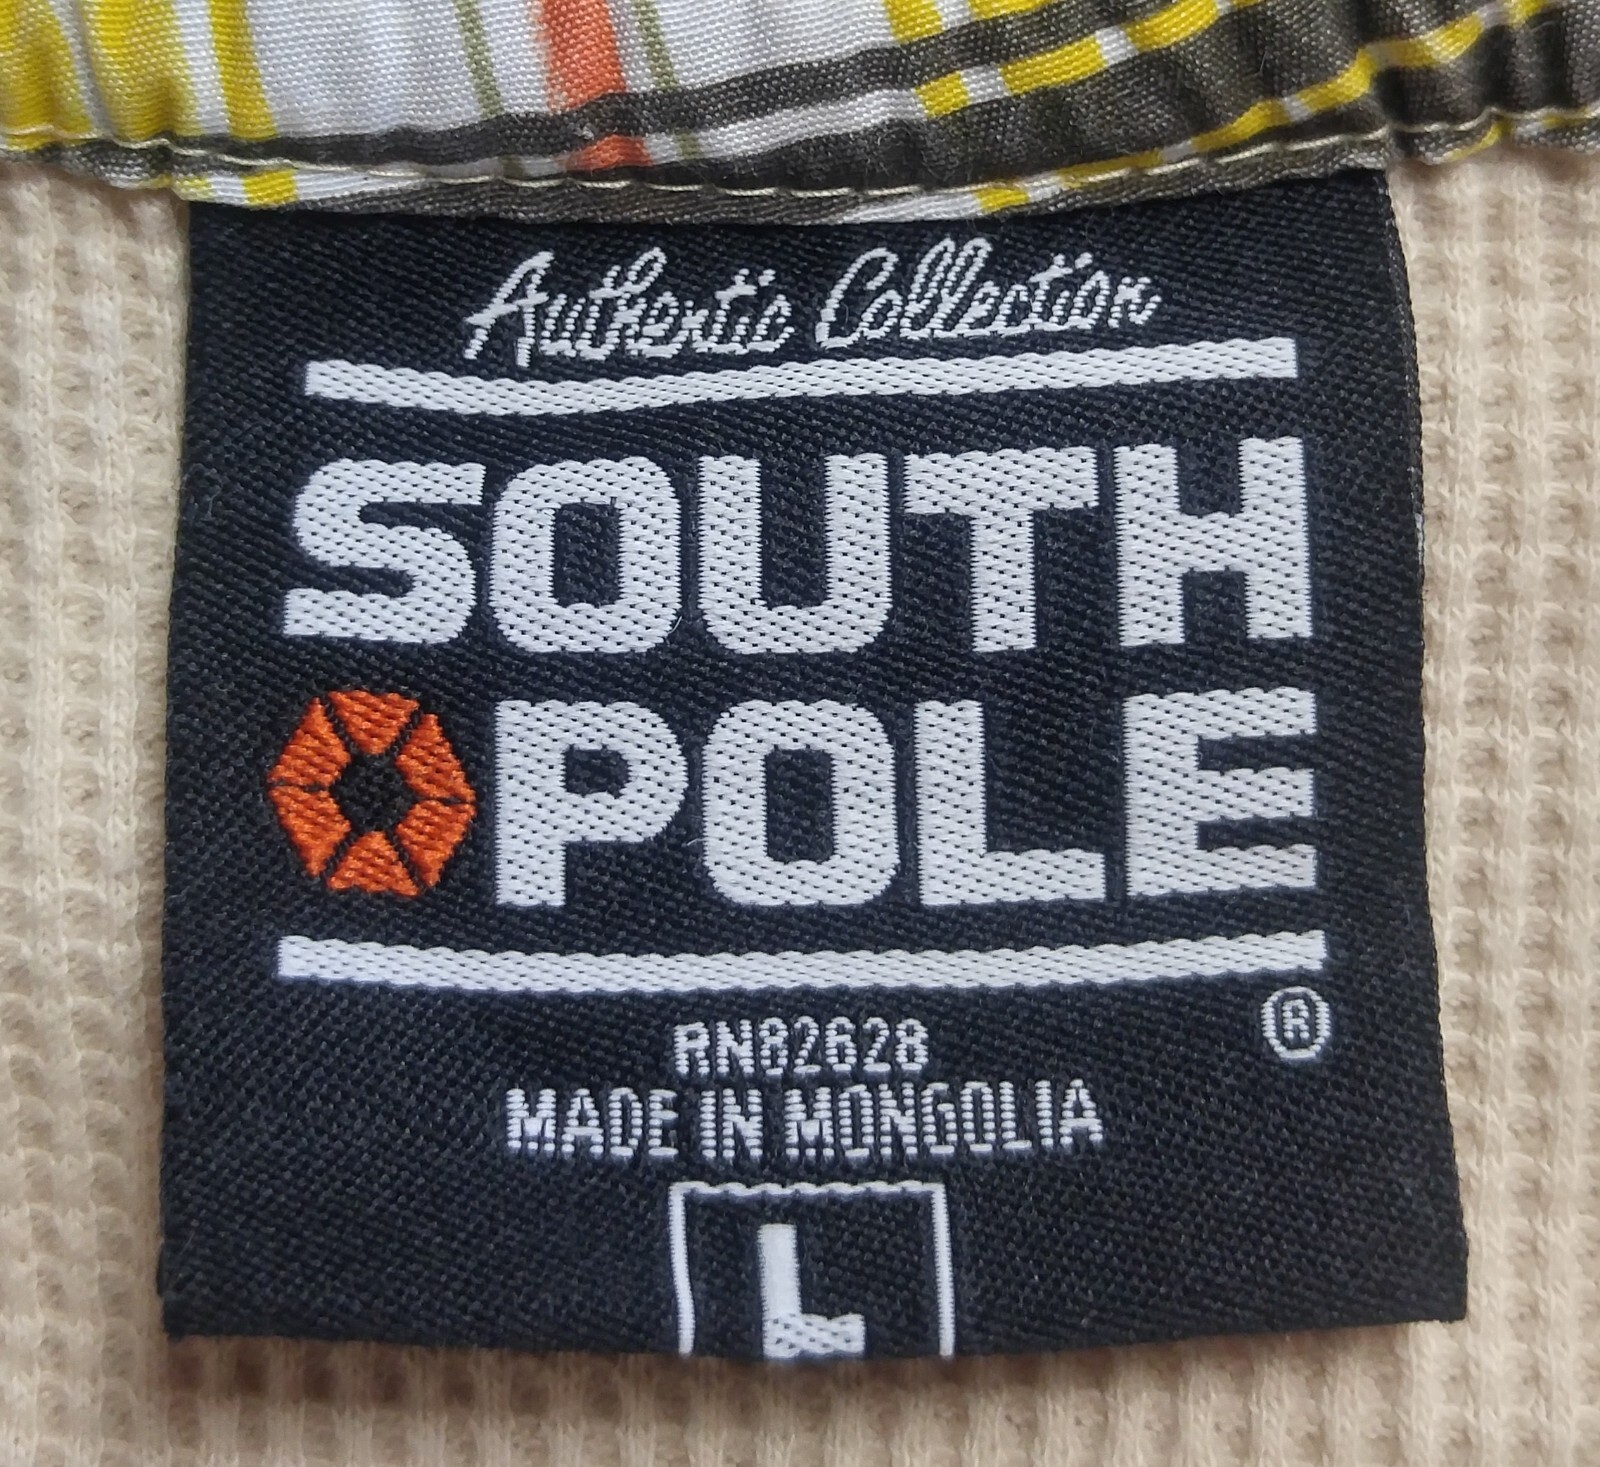 Authentic Collection
SOUTH
POLE
®
RN82628
MADE IN MONGOLIA
L